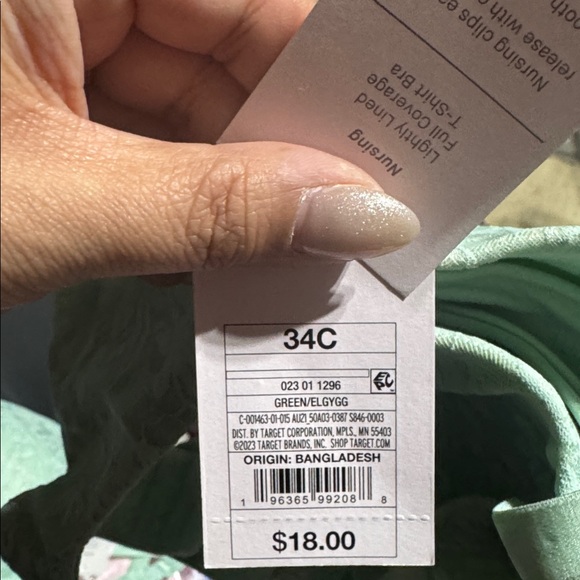 Nursing
Lightly Lined
Full Coverage
T-Shirt Bra
Nursing clips
release with
34C
023 01 1296
GREEN/ELGYGG
C-001463-01-015 AU21_50A03-0387 S846-0003
DIST. BY TARGET CORPORATION, MPLS., MN 55403
©2023 TARGET BRANDS, INC. SHOP TARGET.COM
ORIGIN: BANGLADESH
1 96365 99208 8
$18.00